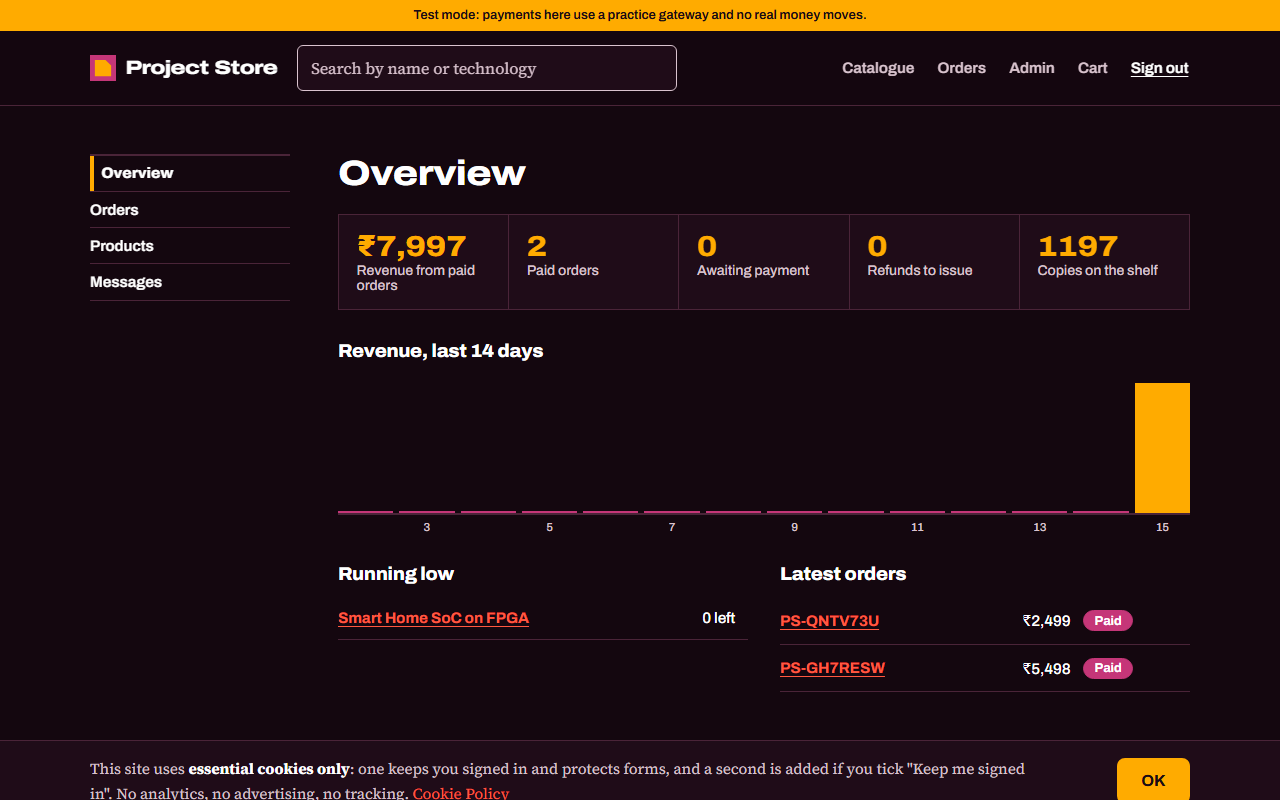 Test mode: payments here use a practice gateway and no real money moves.
Project Store
Search by name or technology
Catalogue
Orders
Admin
Cart
Sign out
Overview
Orders
Products
Messages
Overview
₹7,997
Revenue from paid
orders
2
Paid orders
0
Awaiting payment
0
Refunds to issue
1197
Copies on the shelf
Revenue, last 14 days
3 5 7 9 11 13 15
Running low
Smart Home SoC on FPGA 0 left
Latest orders
PS-QNTV73U ₹2,499 Paid
PS-GH7RESW ₹5,498 Paid
This site uses essential cookies only: one keeps you signed in and protects forms, and a second is added if you tick "Keep me signed
in". No analytics, no advertising, no tracking. Cookie Policy
OK